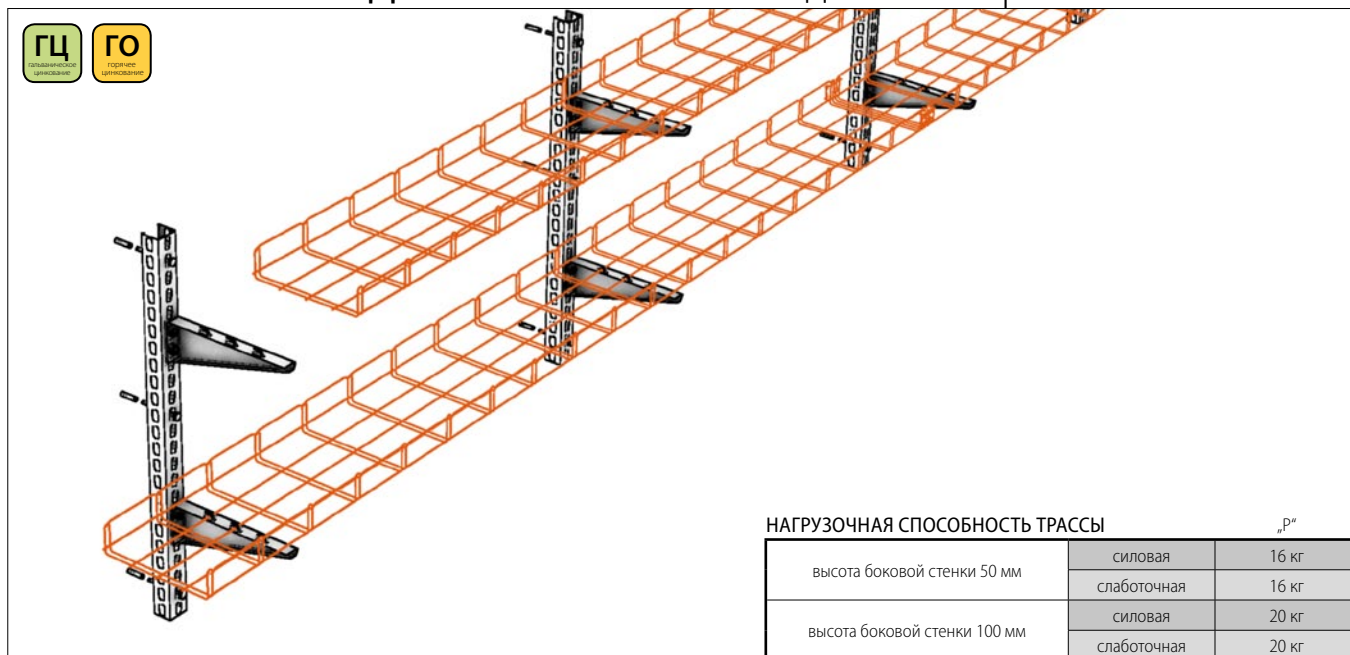 ГЦ
гальваническое
цинкование
ГО
горячее
цинкование
НАГРУЗОЧНАЯ СПОСОБНОСТЬ ТРАССЫ
„P“
высота боковой стенки 50 мм
силовая
16 кг
слаботочная
16 кг
высота боковой стенки 100 мм
силовая
20 кг
слаботочная
20 кг